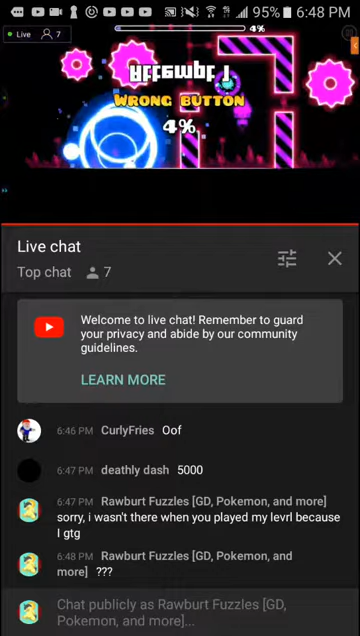 95% 6:48 PM
Live 7
4%
Attempt 1
WRONG BUTTON
4%
Live chat
Top chat 7
Welcome to live chat! Remember to guard
your privacy and abide by our community
guidelines.
LEARN MORE
6:46 PM CurlyFries Oof
6:47 PM deathly dash 5000
6:47 PM Rawburt Fuzzles [GD, Pokemon, and more]
sorry, i wasn't there when you played my levrl because
I gtg
6:48 PM Rawburt Fuzzles [GD, Pokemon, and
more] ???
Chat publicly as Rawburt Fuzzles [GD,
Pokemon, and more]...